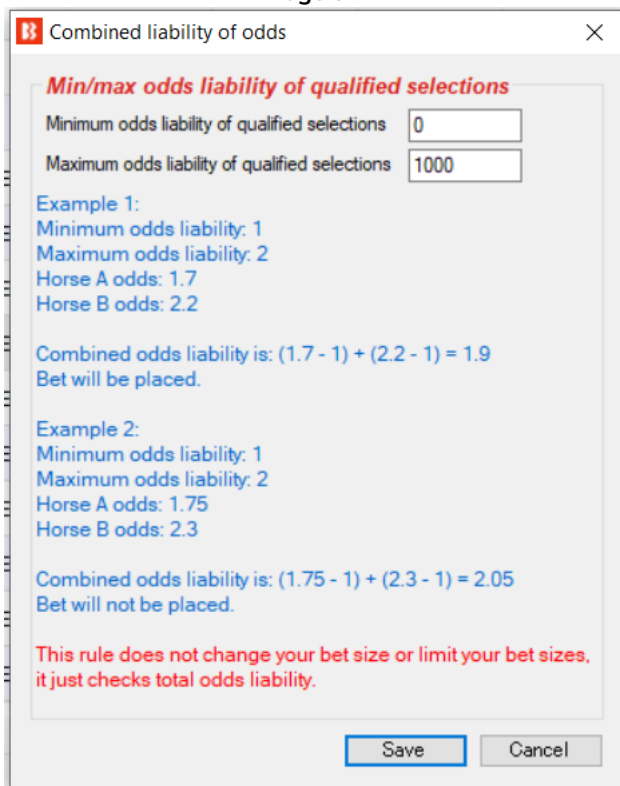 Combined liability of odds
Min/max odds liability of qualified selections
Minimum odds liability of qualified selections 0
Maximum odds liability of qualified selections 1000
Example 1:
Minimum odds liability: 1
Maximum odds liability: 2
Horse A odds: 1.7
Horse B odds: 2.2
Combined odds liability is: (1.7 - 1) + (2.2 - 1) = 1.9
Bet will be placed.
Example 2:
Minimum odds liability: 1
Maximum odds liability: 2
Horse A odds: 1.75
Horse B odds: 2.3
Combined odds liability is: (1.75 - 1) + (2.3 - 1) = 2.05
Bet will not be placed.
This rule does not change your bet size or limit your bet sizes,
it just checks total odds liability.
Save Cancel